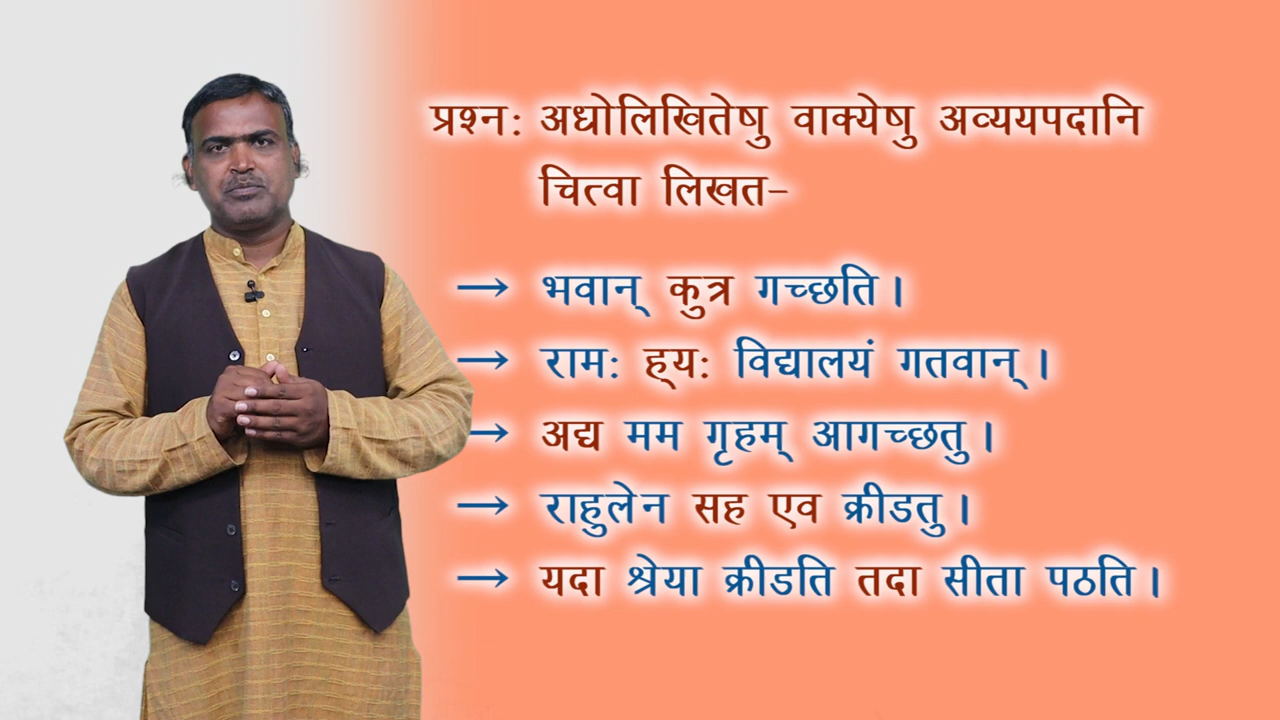 प्रश्न: अधोलिखितेषु वाक्येषु अव्ययपदानि
चित्वा लिखत-
→ भवान् कुत्र गच्छति।
→ राम: ह्य: विद्यालयं गतवान्।
→ अद्य मम गृहम् आगच्छतु।
→ राहुलेन सह एव क्रीडतु।
→ यदा श्रेया क्रीडति तदा सीता पठति।